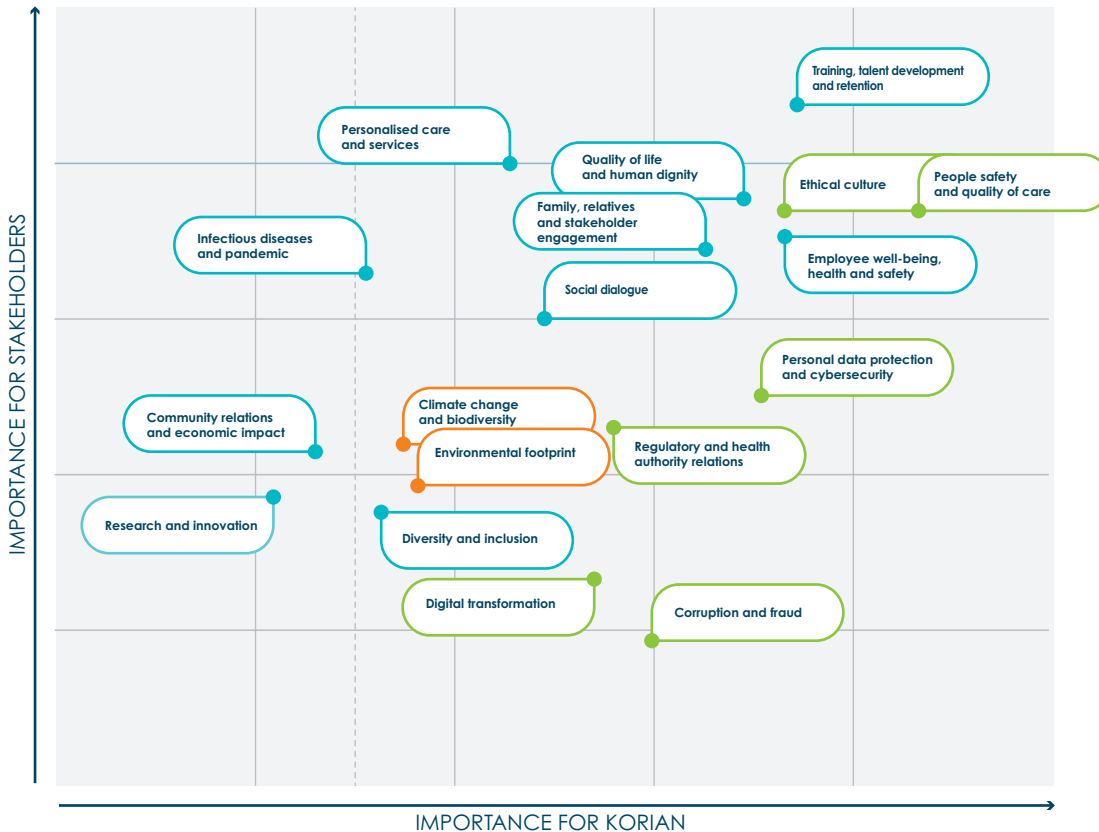 Training, talent development
and retention
Personalised care
and services
Quality of life
and human dignity
Ethical culture
People safety
and quality of care
Family, relatives
and stakeholder
engagement
Infectious diseases
and pandemic
Employee well-being,
health and safety
Social dialogue
Personal data protection
and cybersecurity
Community relations
and economic impact
Climate change
and biodiversity
Environmental footprint
Regulatory and health
authority relations
Research and innovation
Diversity and inclusion
Digital transformation
Corruption and fraud
IMPORTANCE FOR STAKEHOLDERS
IMPORTANCE FOR KORIAN